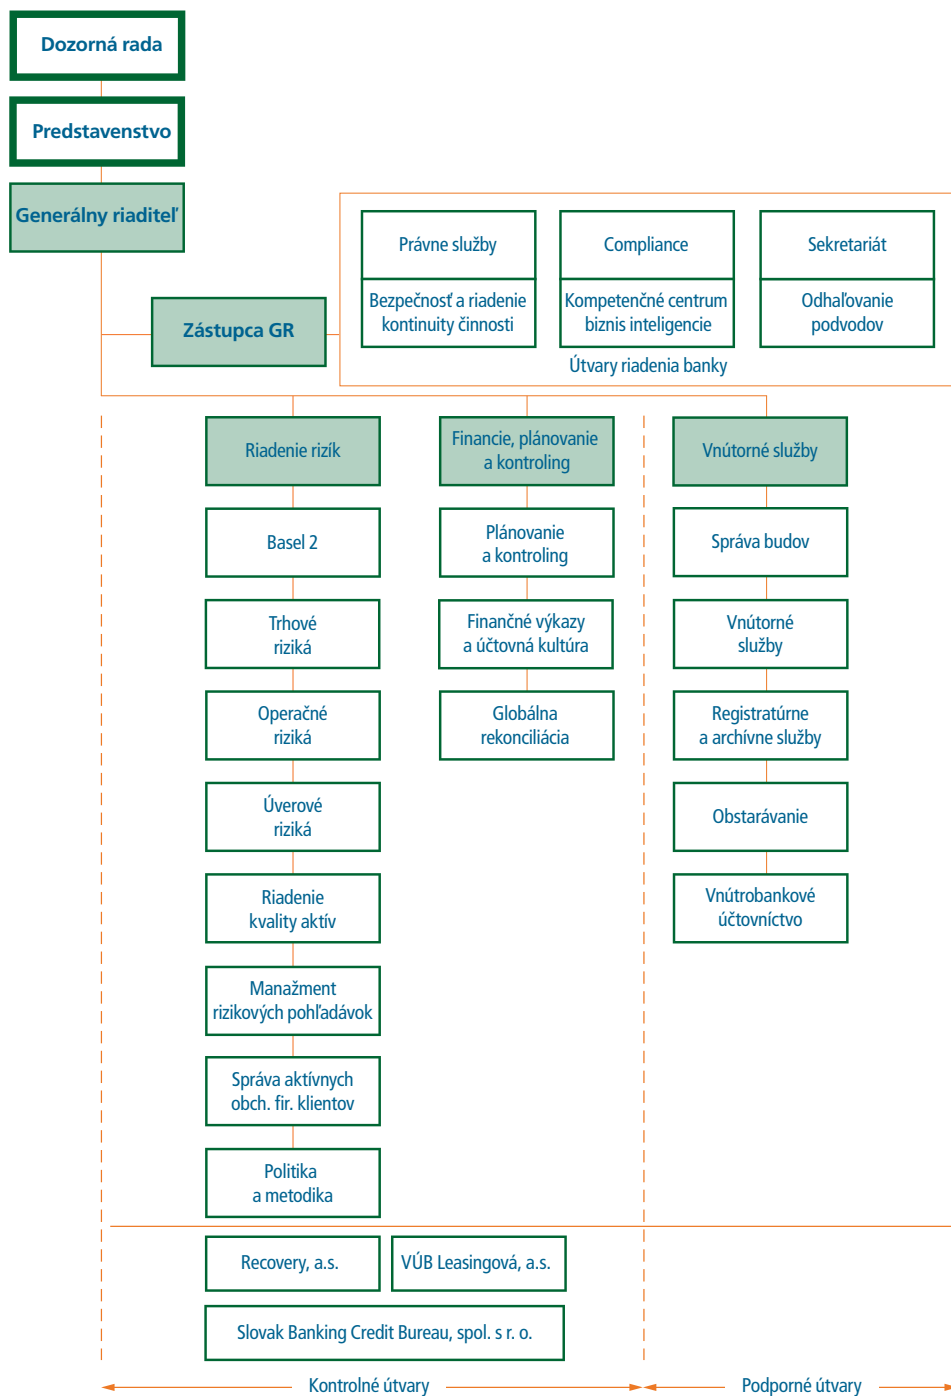 Dozorná rada
Predstavenstvo
Generálny riaditeľ
Zástupca GR
Právne služby
Compliance
Sekretariát
Bezpečnosť a riadenie
kontinuity činnosti
Kompetenčné centrum
biznis inteligencie
Odhaľovanie
podvodov
Útvary riadenia banky
Riadenie rizík
Basel 2
Trhové
riziká
Operačné
riziká
Úverové
riziká
Riadenie
kvality aktív
Manažment
rizikových pohľadávok
Správa aktívnych
obch. fir. klientov
Politika
a metodika
Financie, plánovanie
a kontroling
Plánovanie
a kontroling
Finančné výkazy
a účtovná kultúra
Globálna
rekonciliácia
Vnútorné služby
Správa budov
Vnútorné
služby
Registratúrne
a archívne služby
Obstarávanie
Vnútrobankové
účtovníctvo
Recovery, a.s.
VÚB Leasingová, a.s.
Slovak Banking Credit Bureau, spol. s r. o.
Kontrolné útvary
Podporné útvary